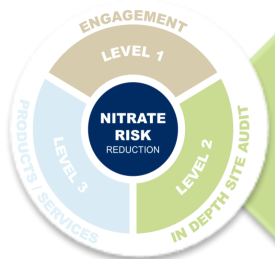 ENGAGEMENT
LEVEL 1
NITRATE
RISK
REDUCTION
LEVEL 2
IN DEPTH SITE AUDIT
LEVEL 3
PRODUCTS / SERVICES